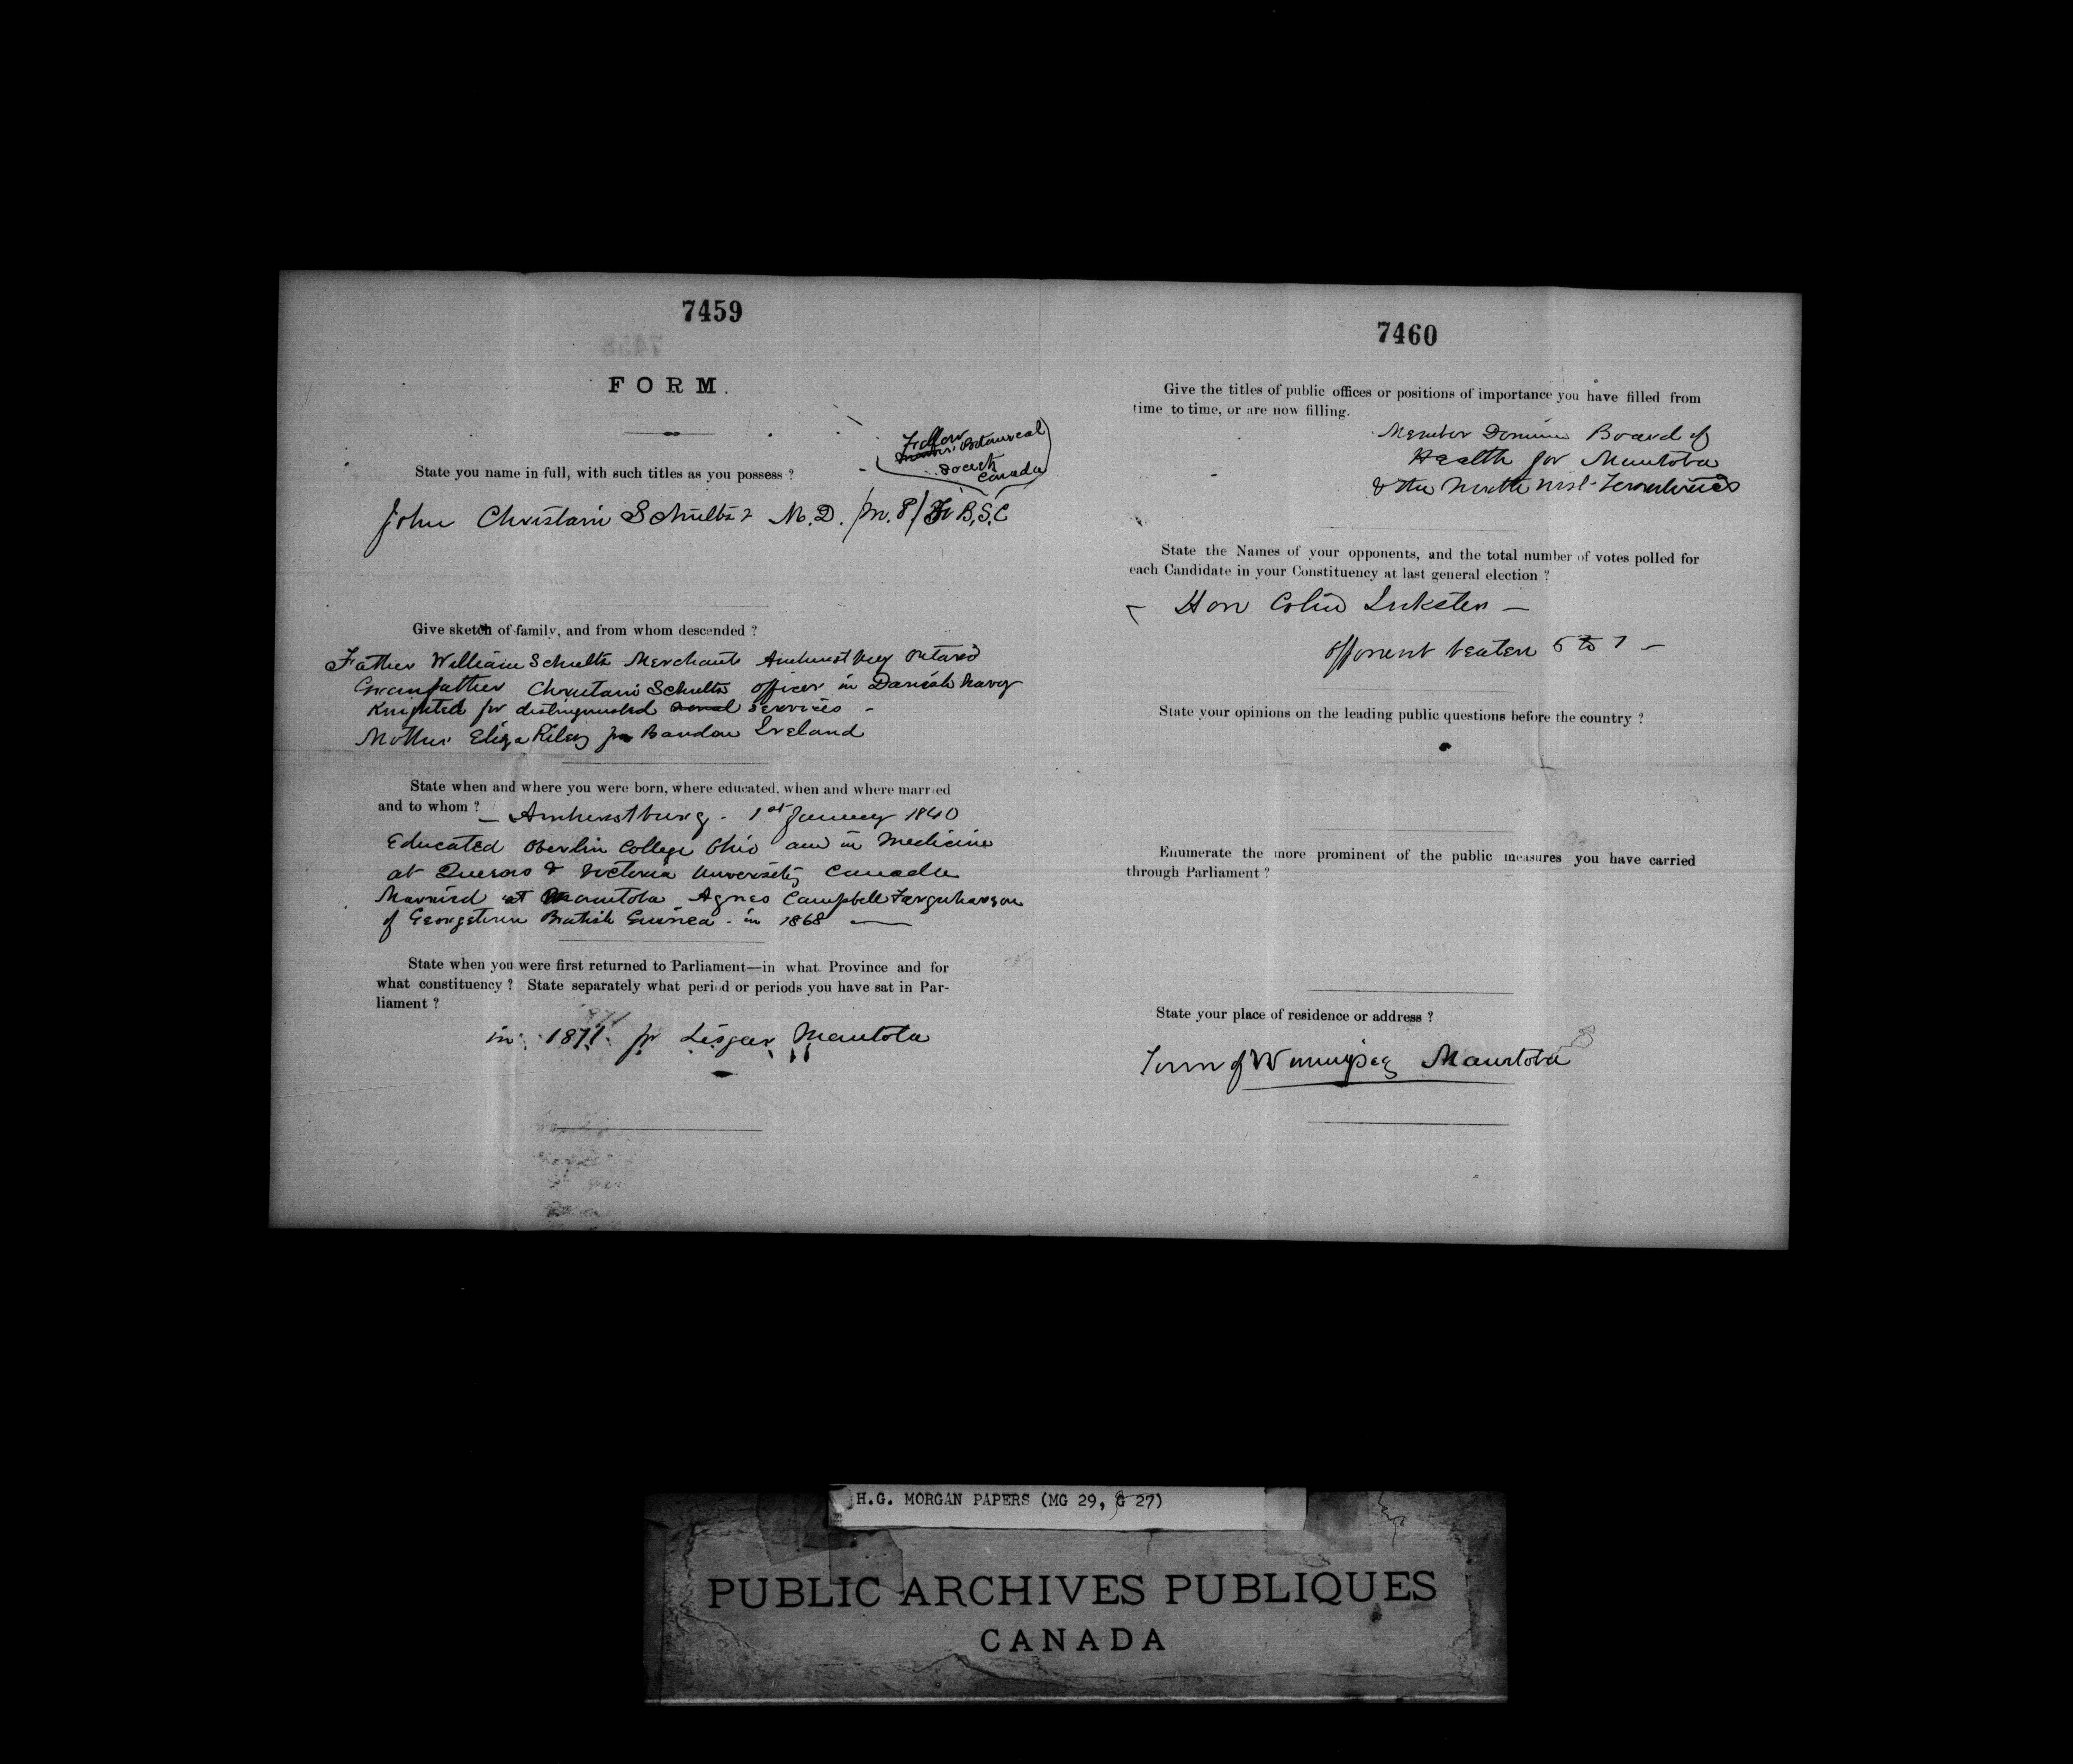 7459
FORM.
Fellow
Botanical
Society
Canada
State you name in full, with such titles as you possess ?
John Christain Schultz M.D. M.P. F B.S.C
Give sketch of family, and from whom descended ?
Father William Schultz Merchant Amherstburg Ontario
Granfather Christain Schultz officer in Danish Navy
Knighted for distinguished naval services -
Mother Eliza Riley from Bandon Ireland
State when and where you were born, where educated, when and where married
and to whom ? — Amherstburg. 1st January 1840
Educated Oberlin College Ohio and in Medicine
at Queens & Victoria University Canada
Married at Manitoba Agnes Campbell Farquharson
of Georgetown British Guinea - in 1868 —
State when you were first returned to Parliament—in what Province and for
what constituency ? State separately what period or periods you have sat in Par-
liament ?
in 1871 for Lisgar Manitoba
7460
Give the titles of public offices or positions of importance you have filled from
time to time, or are now filling.
Member Dominion Board of
Health for Manitoba
& the North West Territories
State the Names of your opponents, and the total number of votes polled for
each Candidate in your Constituency at last general election ?
Hon Colin Inkster —
opponent beaten 5 to 1 —
State your opinions on the leading public questions before the country ?
Enumerate the more prominent of the public measures you have carried
through Parliament ?
State your place of residence or address ?
Town of Winnipeg Manitoba
H.G. MORGAN PAPERS (MG 29, G 27)
PUBLIC ARCHIVES PUBLIQUES
CANADA